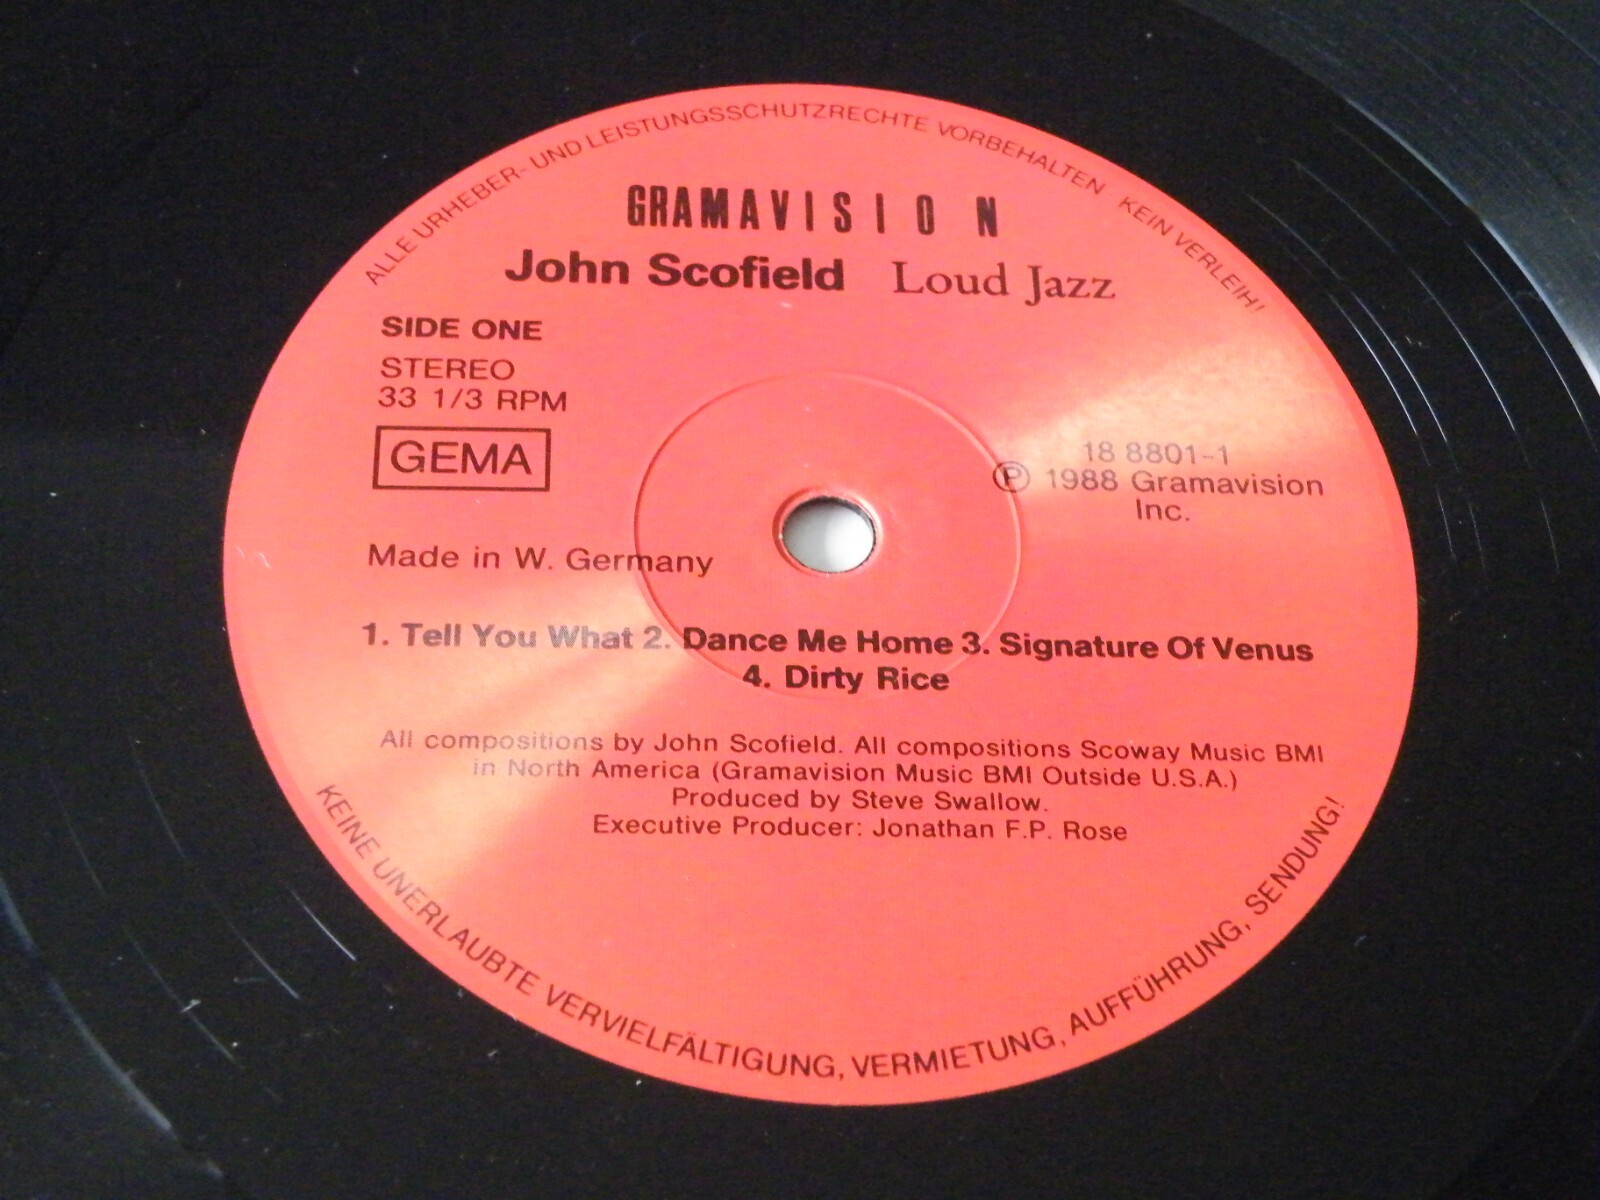 ALLE URHEBER- UND LEISTUNGSSCHUTZRECHTE VORBEHALTEN KEIN VERLEIH!
GRAMAVISION
John Scofield Loud Jazz
SIDE ONE
STEREO
33 1/3 RPM
GEMA
18 8801-1
Ⓟ 1988 Gramavision
Inc.
Made in W. Germany
1. Tell You What 2. Dance Me Home 3. Signature Of Venus
4. Dirty Rice
All compositions by John Scofield. All compositions Scoway Music BMI
in North America (Gramavision Music BMI Outside U.S.A.)
Produced by Steve Swallow.
Executive Producer: Jonathan F.P. Rose
KEINE UNERLAUBTE VERVIELFÄLTIGUNG, VERMIETUNG, AUFFÜHRUNG, SENDUNG!